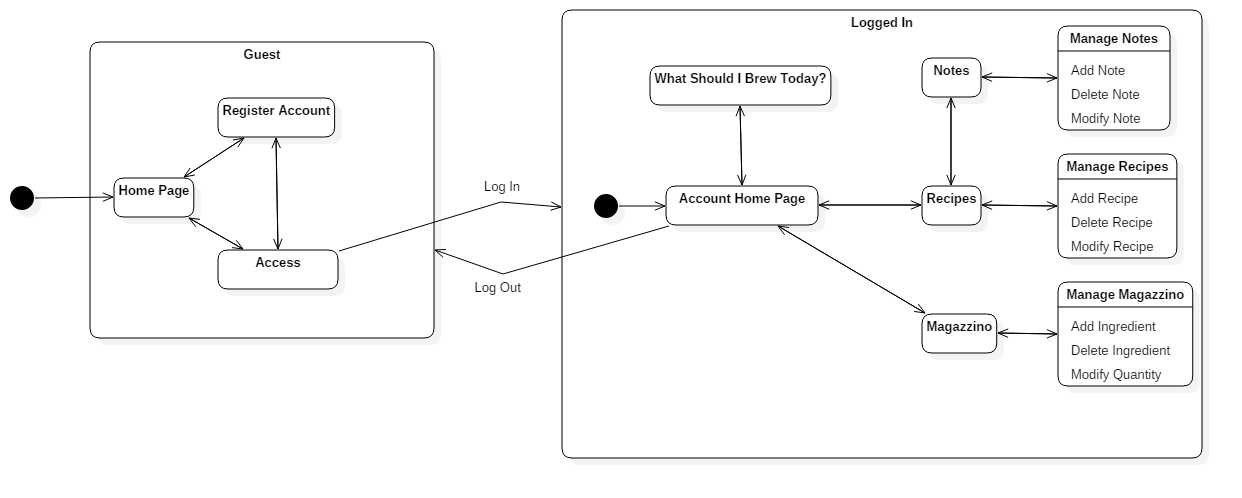 Guest
Register Account
Home Page
Access
Log In
Log Out
Logged In
What Should I Brew Today?
Account Home Page
Notes
Recipes
Magazzino
Manage Notes
Add Note
Delete Note
Modify Note
Manage Recipes
Add Recipe
Delete Recipe
Modify Recipe
Manage Magazzino
Add Ingredient
Delete Ingredient
Modify Quantity